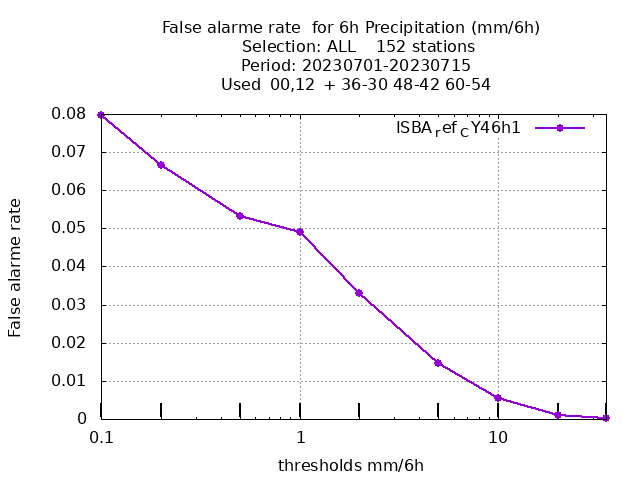 False alarme rate  for 6h Precipitation (mm/6h)
Selection: ALL    152 stations
Period: 20230701-20230715
Used  00,12  + 36-30 48-42 60-54
ISBA_ref_CY46h1
False alarme rate
0.08
0.07
0.06
0.05
0.04
0.03
0.02
0.01
0
0.1
1
10
thresholds mm/6h